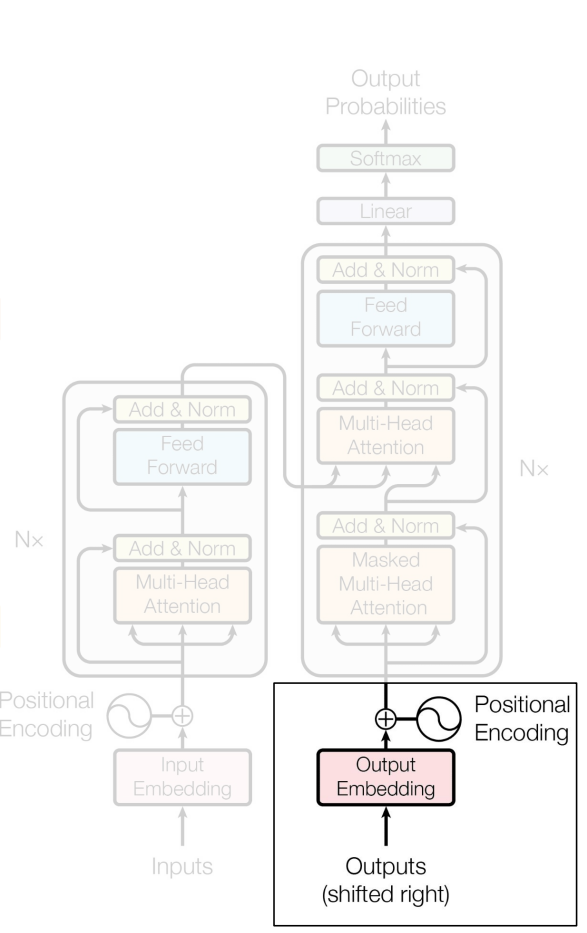 Output
Probabilities
Softmax
Linear
Add & Norm
Feed
Forward
Add & Norm
Multi-Head
Attention
Nx
Add & Norm
Masked
Multi-Head
Attention
Add & Norm
Feed
Forward
Nx
Add & Norm
Multi-Head
Attention
Positional
Encoding
Input
Embedding
Inputs
Positional
Encoding
Output
Embedding
Outputs
(shifted right)